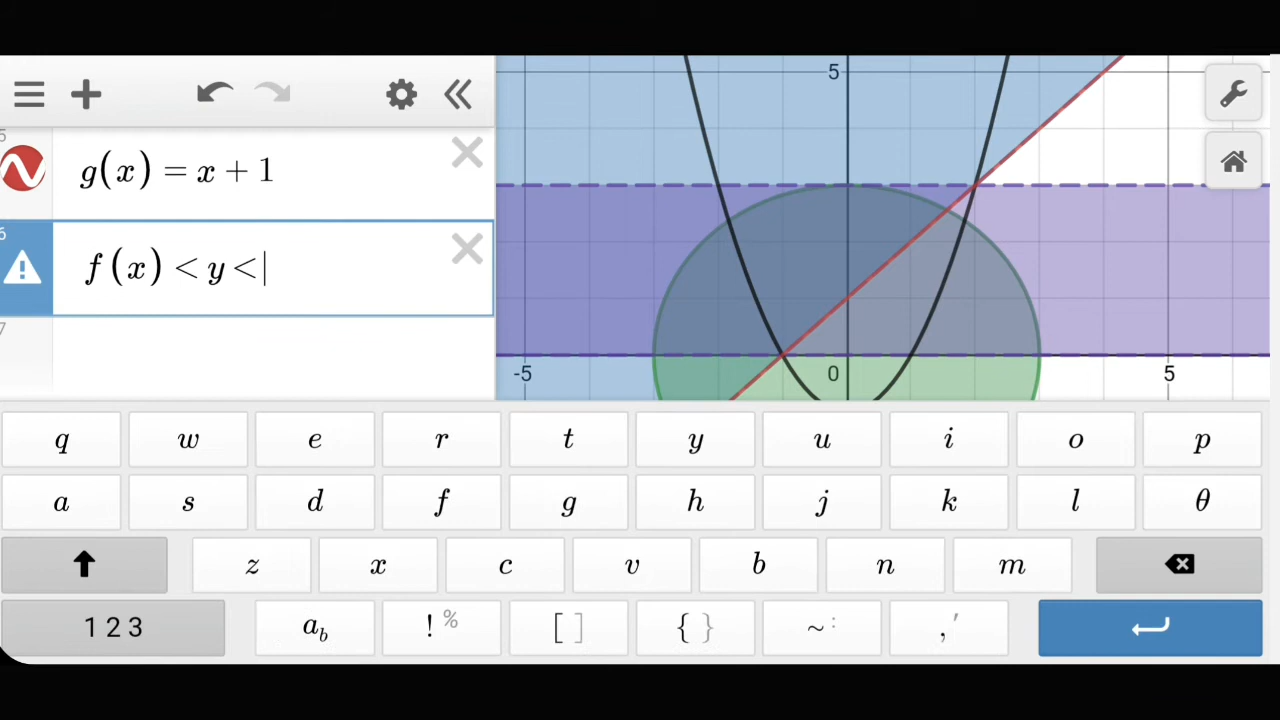 5
g(x) = x + 1
6
f(x) < y <
7
5
-5
0
5
q w e r t y u i o p
a s d f g h j k l θ
z x c v b n m
1 2 3 a_b ! % [ ] { } ~ : , '